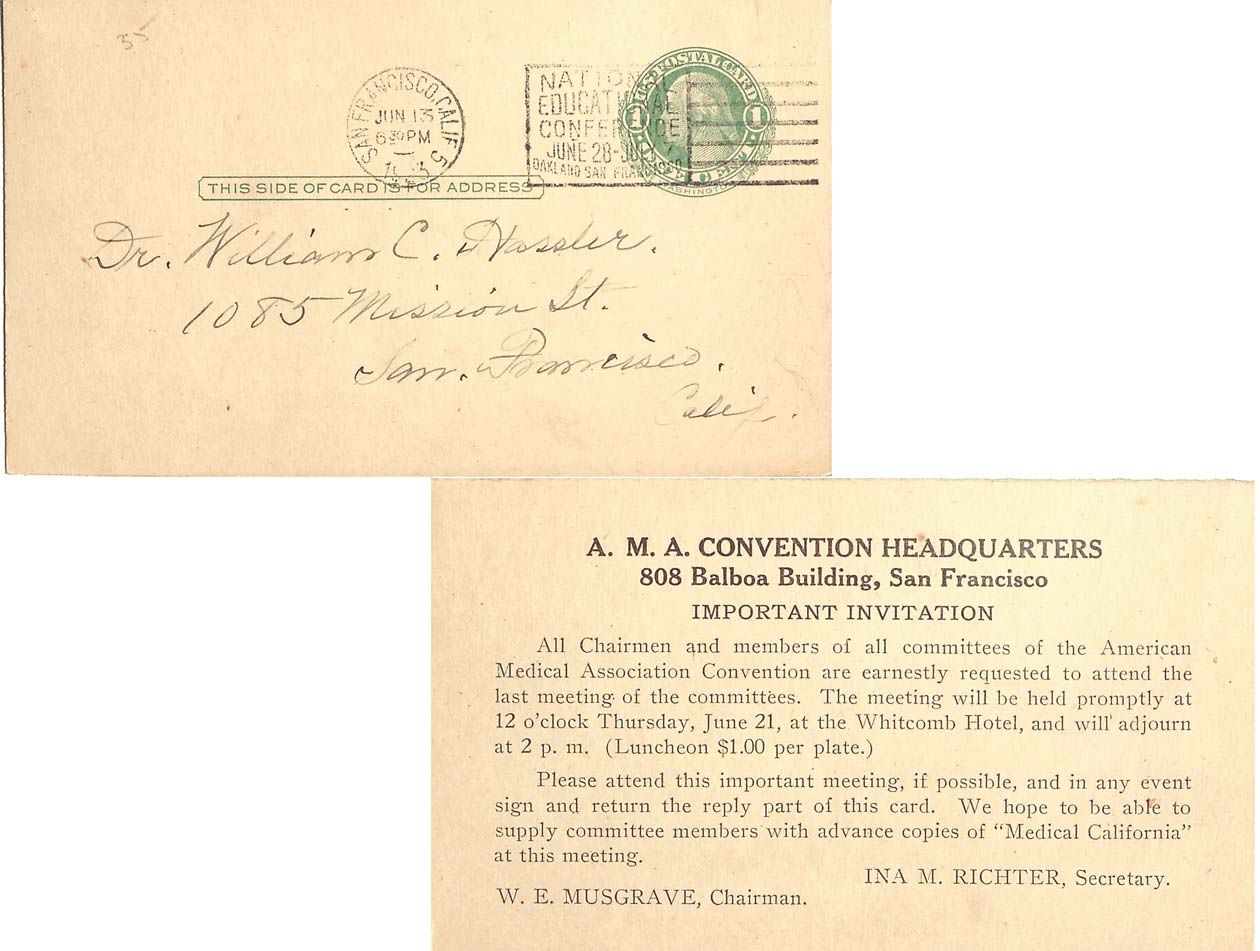 35
SAN FRANCISCO, CALIF. 5
JUN 13
6 30 PM
NATIONAL
EDUCATIONAL
CONFERENCE
JUNE 28-JULY 7
OAKLAND SAN FRANCISCO
U.S. POSTAL CARD
1 1
ONE CENT
WASHINGTON
THIS SIDE OF CARD IS FOR ADDRESS
Dr. William C. Hassler.
1085 Mission St.
San. Francisco.
Calif.
A. M. A. CONVENTION HEADQUARTERS
808 Balboa Building, San Francisco
IMPORTANT INVITATION
All Chairmen and members of all committees of the American
Medical Association Convention are earnestly requested to attend the
last meeting of the committees. The meeting will be held promptly at
12 o'clock Thursday, June 21, at the Whitcomb Hotel, and will adjourn
at 2 p. m. (Luncheon $1.00 per plate.)
Please attend this important meeting, if possible, and in any event
sign and return the reply part of this card. We hope to be able to
supply committee members with advance copies of "Medical California"
at this meeting.
INA M. RICHTER, Secretary.
W. E. MUSGRAVE, Chairman.